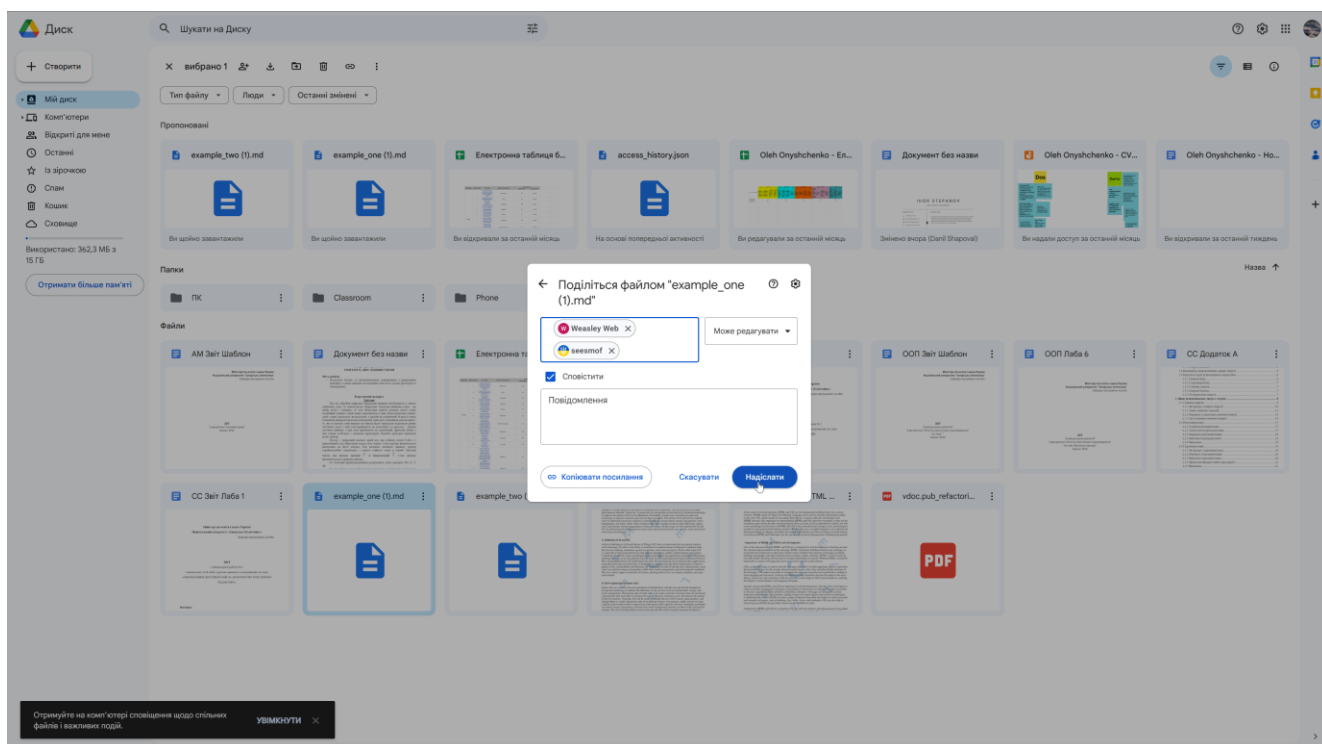 Диск
Шукати на Диску
Створити
вибрано 1
Мій диск
Комп'ютери
Відкриті для мене
Останні
Із зірочкою
Спам
Кошик
Сховище
Використано: 362,3 МБ з
15 ГБ
Отримати більше пам'яті
Тип файлу
Люди
Останні змінені
Пропоновані
example_two (1).md
example_one (1).md
Електронна таблиця б...
access_history.json
Oleh Onyshchenko - En...
Документ без назви
Oleh Onyshchenko - CV...
Oleh Onyshchenko - Ho...
Ви щойно завантажили
Ви щойно завантажили
Ви відкривали за останній місяць
На основі попередньої активності
Ви редагували за останній місяць
Змінено вчора (Danil Shapoval)
Ви надали доступ за останній місяць
Ви відкривали за останній тиждень
Папки
Назва
ПК
Classroom
Phone
Файли
АМ Звіт Шаблон
Документ без назви
Електронна та
ООП Звіт Шаблон
ООП Лаба 6
СС Додаток А
СС Звіт Лаба 1
example_one (1).md
example_two (
TML ...
vdoc.pub_refactori...
PDF
Поділіться файлом "example_one
(1).md"
W Weasley Web
seesmof
Може редагувати
Сповістити
Повідомлення
Копіювати посилання
Скасувати
Надіслати
Отримуйте на комп'ютері сповіщення щодо спільних
файлів і важливих подій.
УВІМКНУТИ